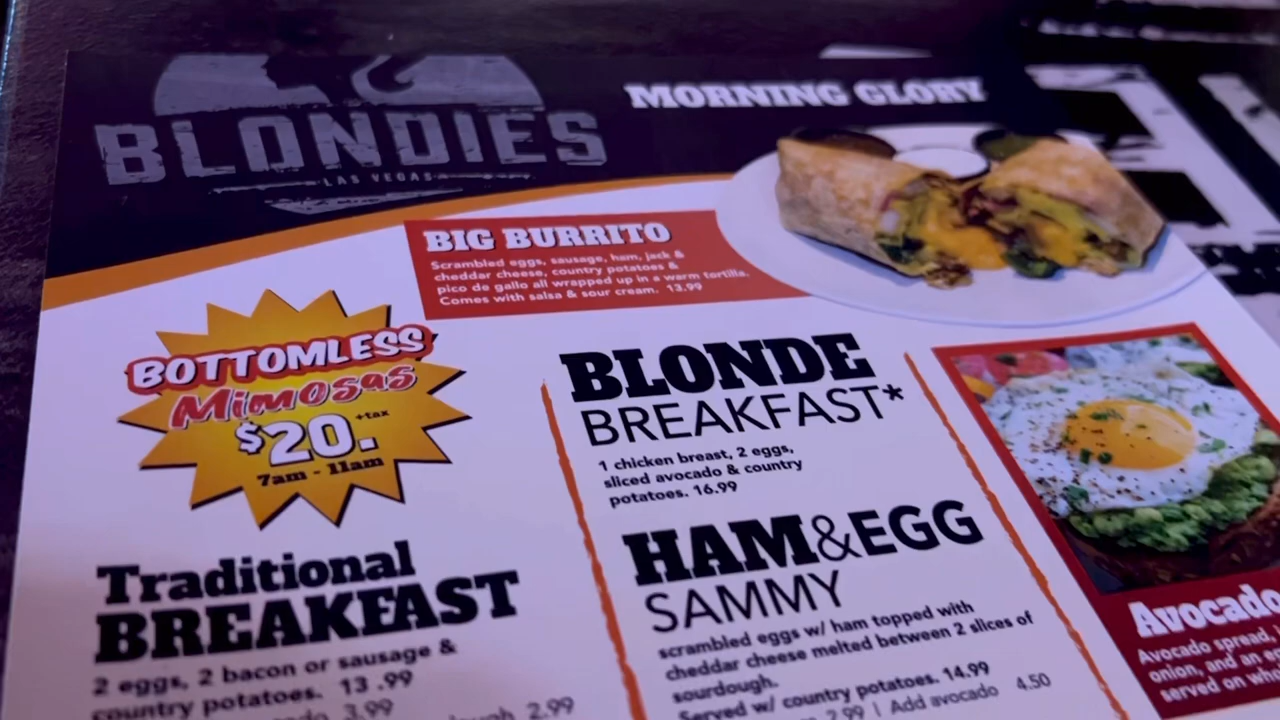 BLONDIES
LAS VEGAS
MORNING GLORY
BIG BURRITO
Scrambled eggs, sausage, ham, jack &
cheddar cheese, country potatoes &
pico de gallo all wrapped up in a warm tortilla.
Comes with salsa & sour cream. 13.99
BOTTOMLESS
Mimosas
$20.+tax
7am - 11am
Traditional
BREAKFAST
2 eggs, 2 bacon or sausage &
country potatoes. 13 .99
3.99 2.99
BLONDE
BREAKFAST*
1 chicken breast, 2 eggs,
sliced avocado & country
potatoes. 16.99
HAM&EGG
SAMMY
scrambled eggs w/ ham topped with
cheddar cheese melted between 2 slices of
sourdough.
Served w/ country potatoes. 14.99
2.99 | Add avocado 4.50
Avocado
Avocado spread,
onion, and an
served on